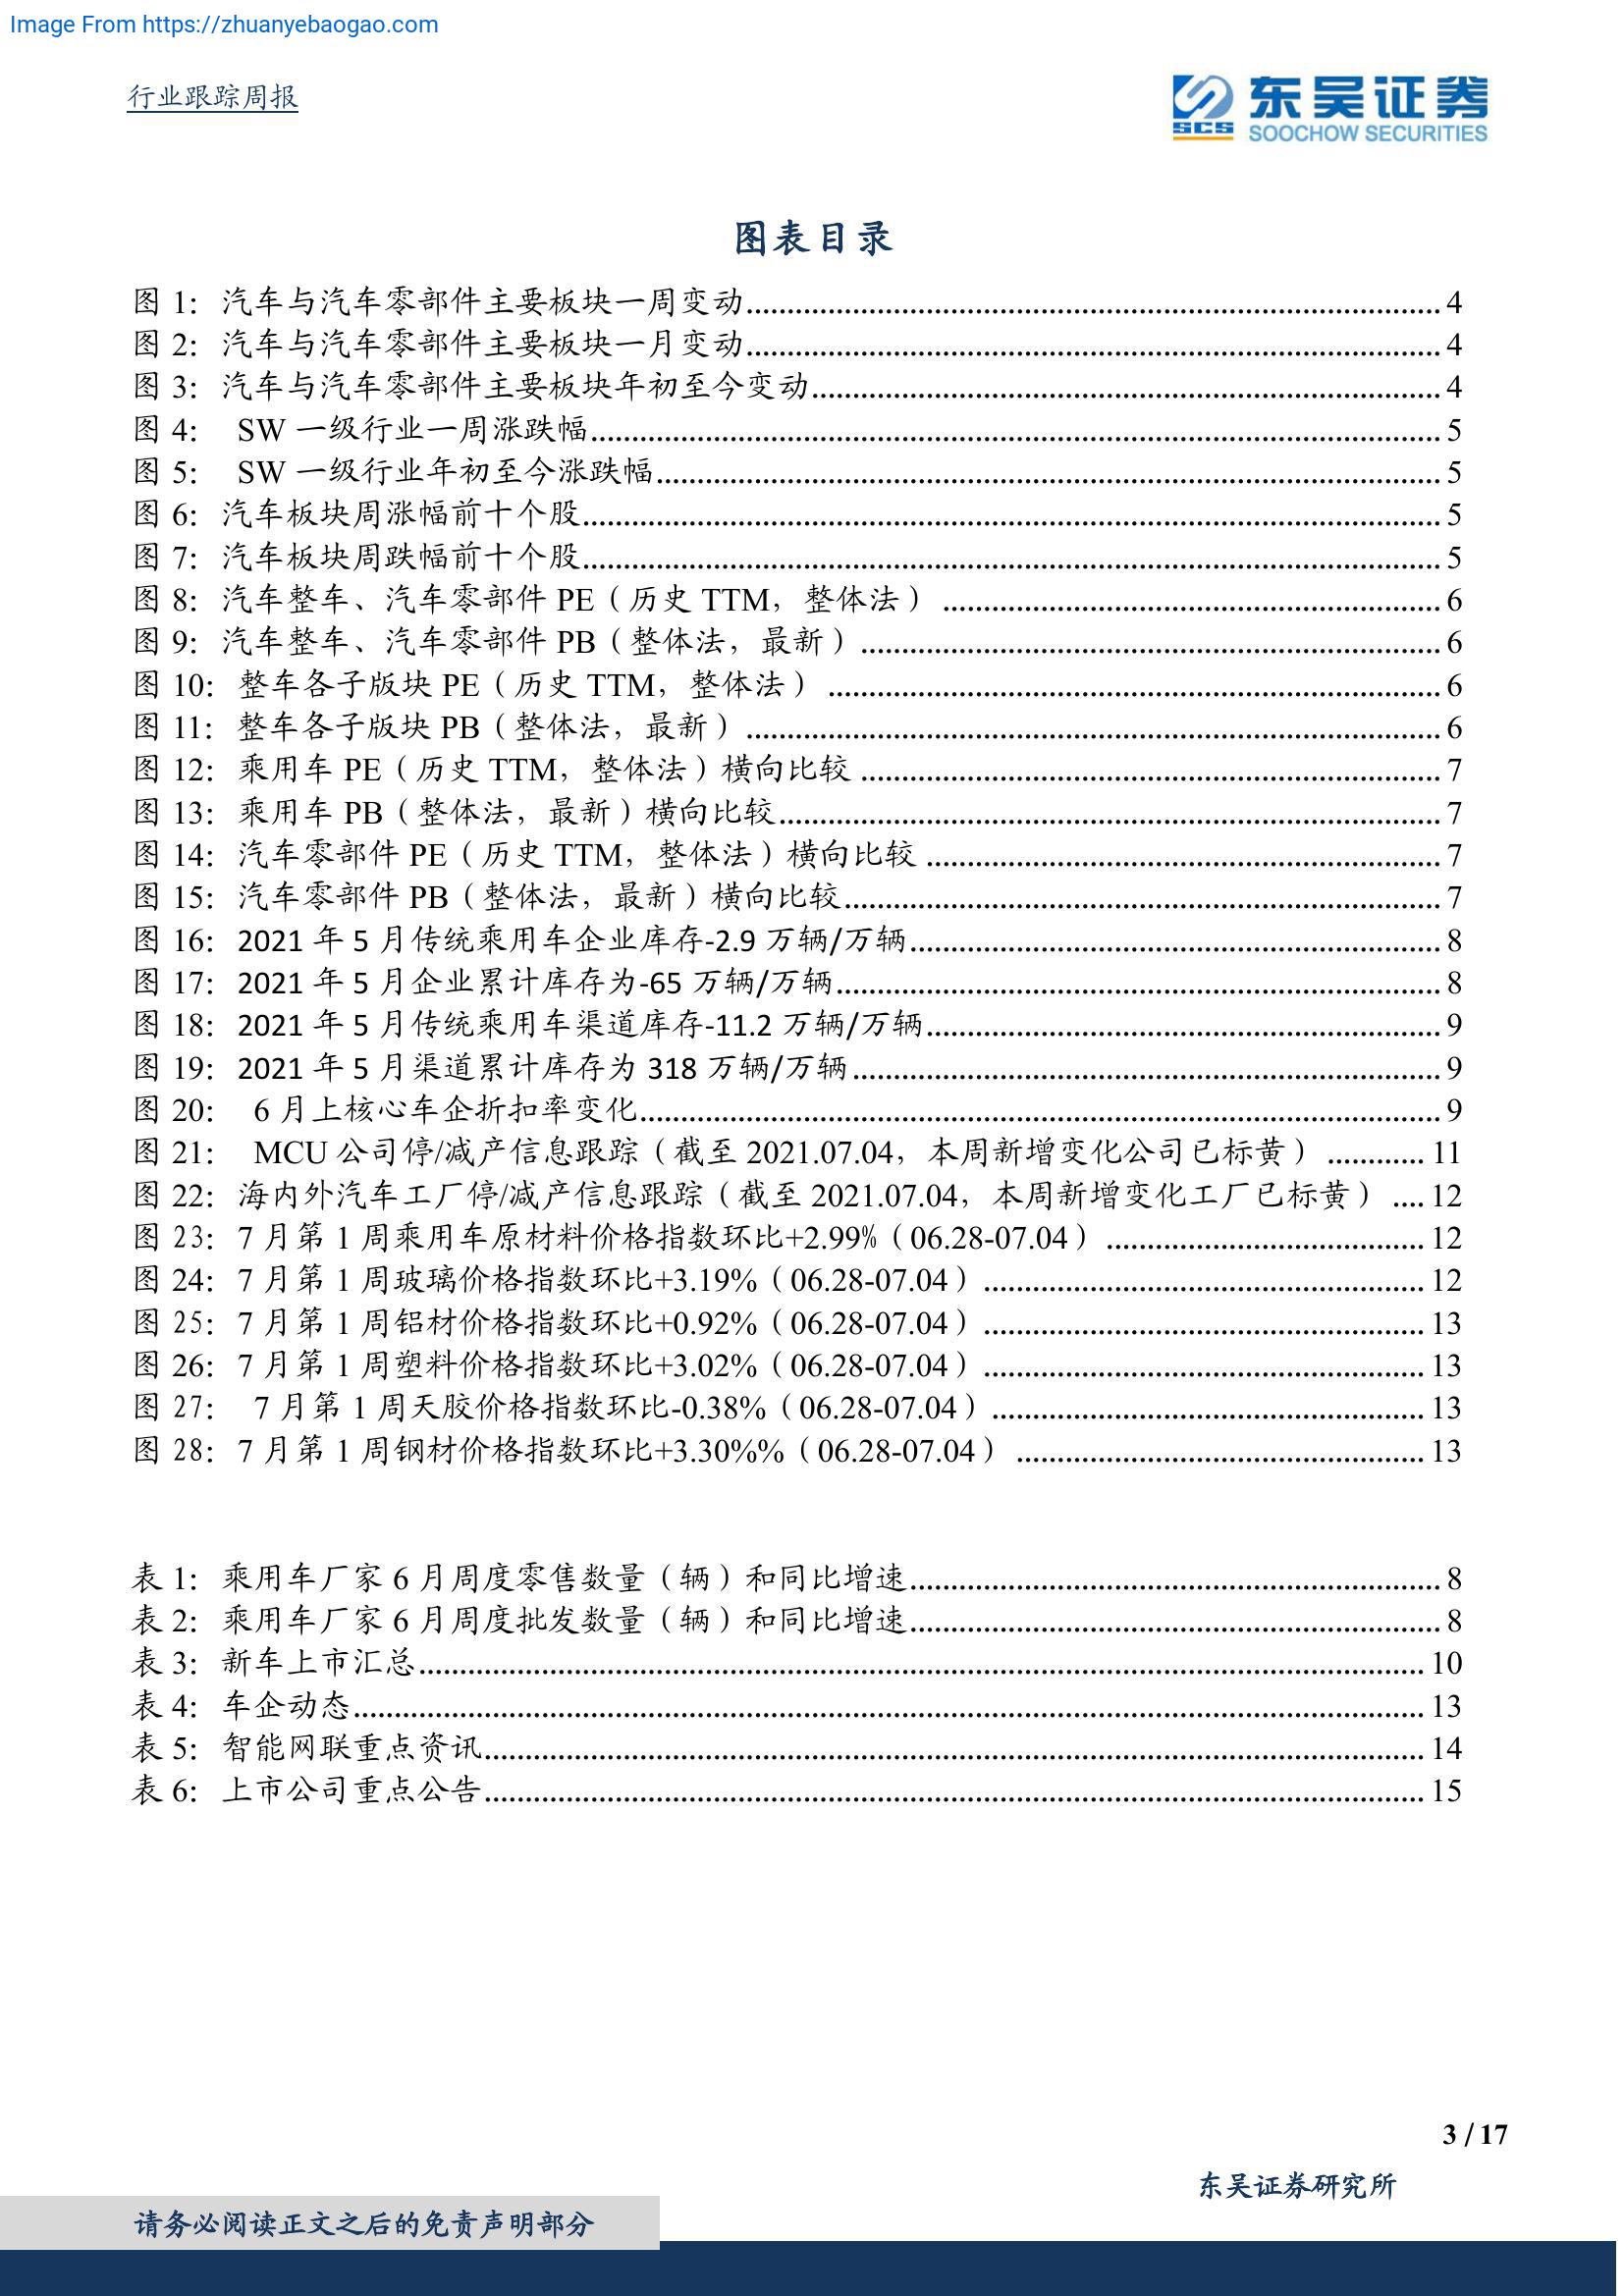 Image From https://zhuanyebaogao.com
行业跟踪周报
东吴证券
SCS
SOOCHOW SECURITIES
图表目录
图 1：汽车与汽车零部件主要板块一周变动 4
图 2：汽车与汽车零部件主要板块一月变动 4
图 3：汽车与汽车零部件主要板块年初至今变动 4
图 4： SW 一级行业一周涨跌幅 5
图 5： SW 一级行业年初至今涨跌幅 5
图 6：汽车板块周涨幅前十个股 5
图 7：汽车板块周跌幅前十个股 5
图 8：汽车整车、汽车零部件 PE（历史 TTM，整体法） 6
图 9：汽车整车、汽车零部件 PB（整体法，最新） 6
图 10：整车各子版块 PE（历史 TTM，整体法） 6
图 11：整车各子版块 PB（整体法，最新） 6
图 12：乘用车 PE（历史 TTM，整体法）横向比较 7
图 13：乘用车 PB（整体法，最新）横向比较 7
图 14：汽车零部件 PE（历史 TTM，整体法）横向比较 7
图 15：汽车零部件 PB（整体法，最新）横向比较 7
图 16：2021 年 5 月传统乘用车企业库存-2.9 万辆/万辆 8
图 17：2021 年 5 月企业累计库存为-65 万辆/万辆 8
图 18：2021 年 5 月传统乘用车渠道库存-11.2 万辆/万辆 9
图 19：2021 年 5 月渠道累计库存为 318 万辆/万辆 9
图 20： 6 月上核心车企折扣率变化 9
图 21： MCU 公司停/减产信息跟踪（截至 2021.07.04，本周新增变化公司已标黄） 11
图 22：海内外汽车工厂停/减产信息跟踪（截至 2021.07.04，本周新增变化工厂已标黄） 12
图 23：7 月第 1 周乘用车原材料价格指数环比+2.99%（06.28-07.04） 12
图 24：7 月第 1 周玻璃价格指数环比+3.19%（06.28-07.04） 12
图 25：7 月第 1 周铝材价格指数环比+0.92%（06.28-07.04） 13
图 26：7 月第 1 周塑料价格指数环比+3.02%（06.28-07.04） 13
图 27： 7 月第 1 周天胶价格指数环比-0.38%（06.28-07.04） 13
图 28：7 月第 1 周钢材价格指数环比+3.30%%（06.28-07.04） 13
表 1：乘用车厂家 6 月周度零售数量（辆）和同比增速 8
表 2：乘用车厂家 6 月周度批发数量（辆）和同比增速 8
表 3：新车上市汇总 10
表 4：车企动态 13
表 5：智能网联重点资讯 14
表 6：上市公司重点公告 15
3 / 17
东吴证券研究所
请务必阅读正文之后的免责声明部分